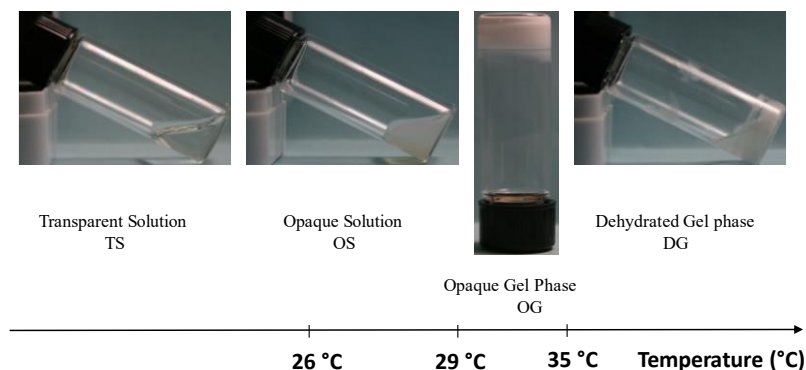 Transparent Solution
TS
Opaque Solution
OS
Opaque Gel Phase
OG
Dehydrated Gel phase
DG
26 °C
29 °C
35 °C
Temperature (°C)